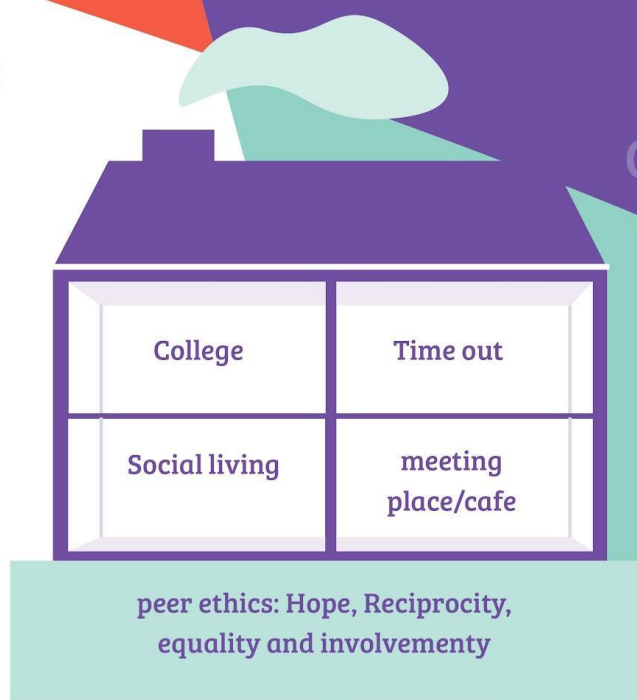 College
Time out
Social living
meeting
place/cafe
peer ethics: Hope, Reciprocity,
equality and involvementy